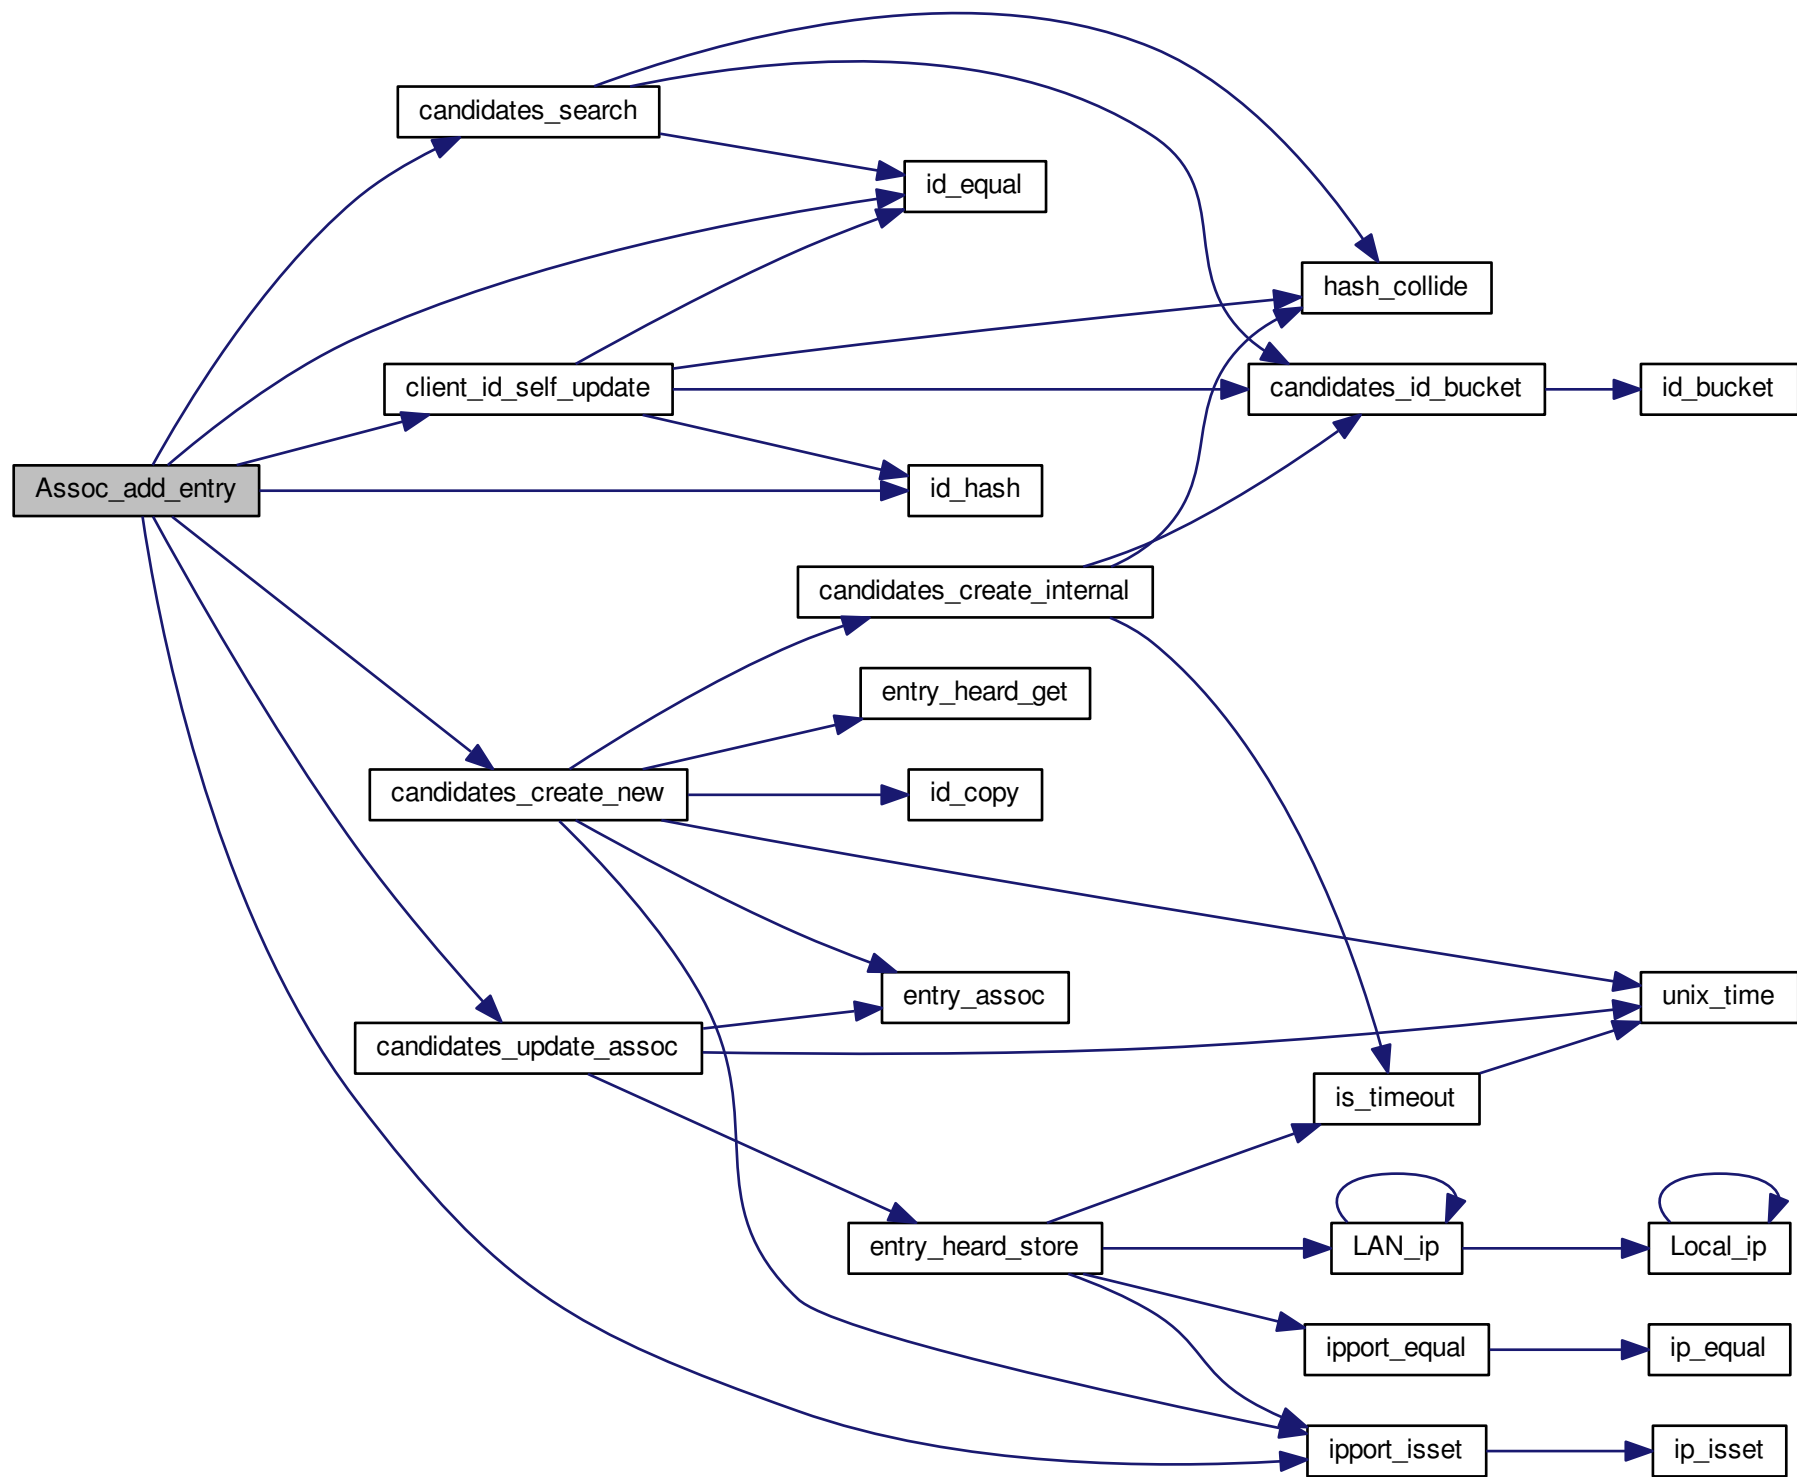 candidates_search
id_equal
hash_collide
client_id_self_update
candidates_id_bucket
id_bucket
Assoc_add_entry
id_hash
candidates_create_internal
entry_heard_get
candidates_create_new
id_copy
entry_assoc
unix_time
candidates_update_assoc
is_timeout
entry_heard_store
LAN_ip
Local_ip
ipport_equal
ip_equal
ipport_isset
ip_isset